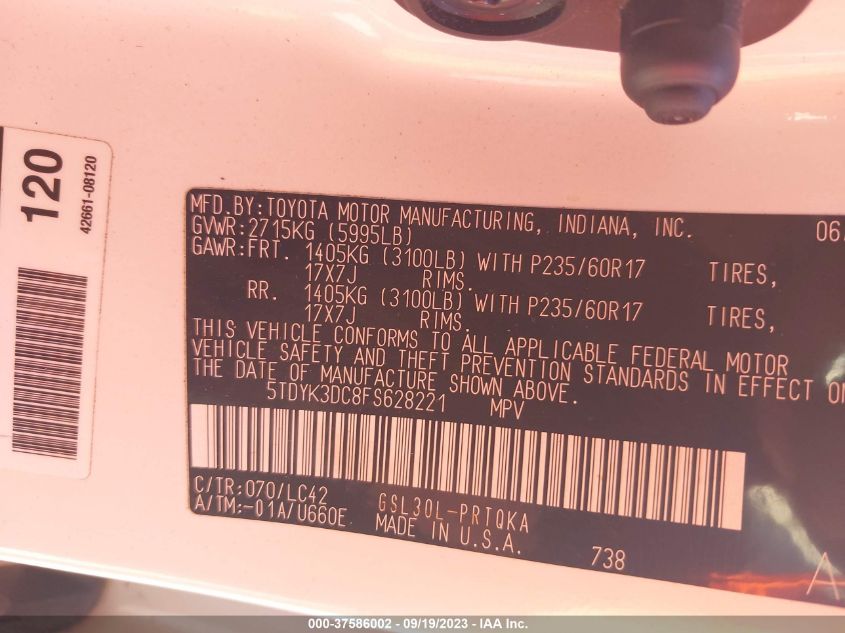 120
42661-08120
MFD.BY:TOYOTA MOTOR MANUFACTURING, INDIANA, INC. 06
GVWR:2715KG (5995LB)
GAWR:FRT. 1405KG (3100LB) WITH P235/60R17 TIRES,
17X7J RIMS.
RR. 1405KG (3100LB) WITH P235/60R17 TIRES,
17X7J RIMS.
THIS VEHICLE CONFORMS TO ALL APPLICABLE FEDERAL MOTOR
VEHICLE SAFETY AND THEFT PREVENTION STANDARDS IN EFFECT ON
THE DATE OF MANUFACTURE SHOWN ABOVE.
5TDYK3DC8FS628221 MPV
C/TR:070/LC42 GSL30L-PRTQKA
A/TM:-01A/U660E MADE IN U.S.A. 738
A
000-37586002 - 09/19/2023 - IAA Inc.